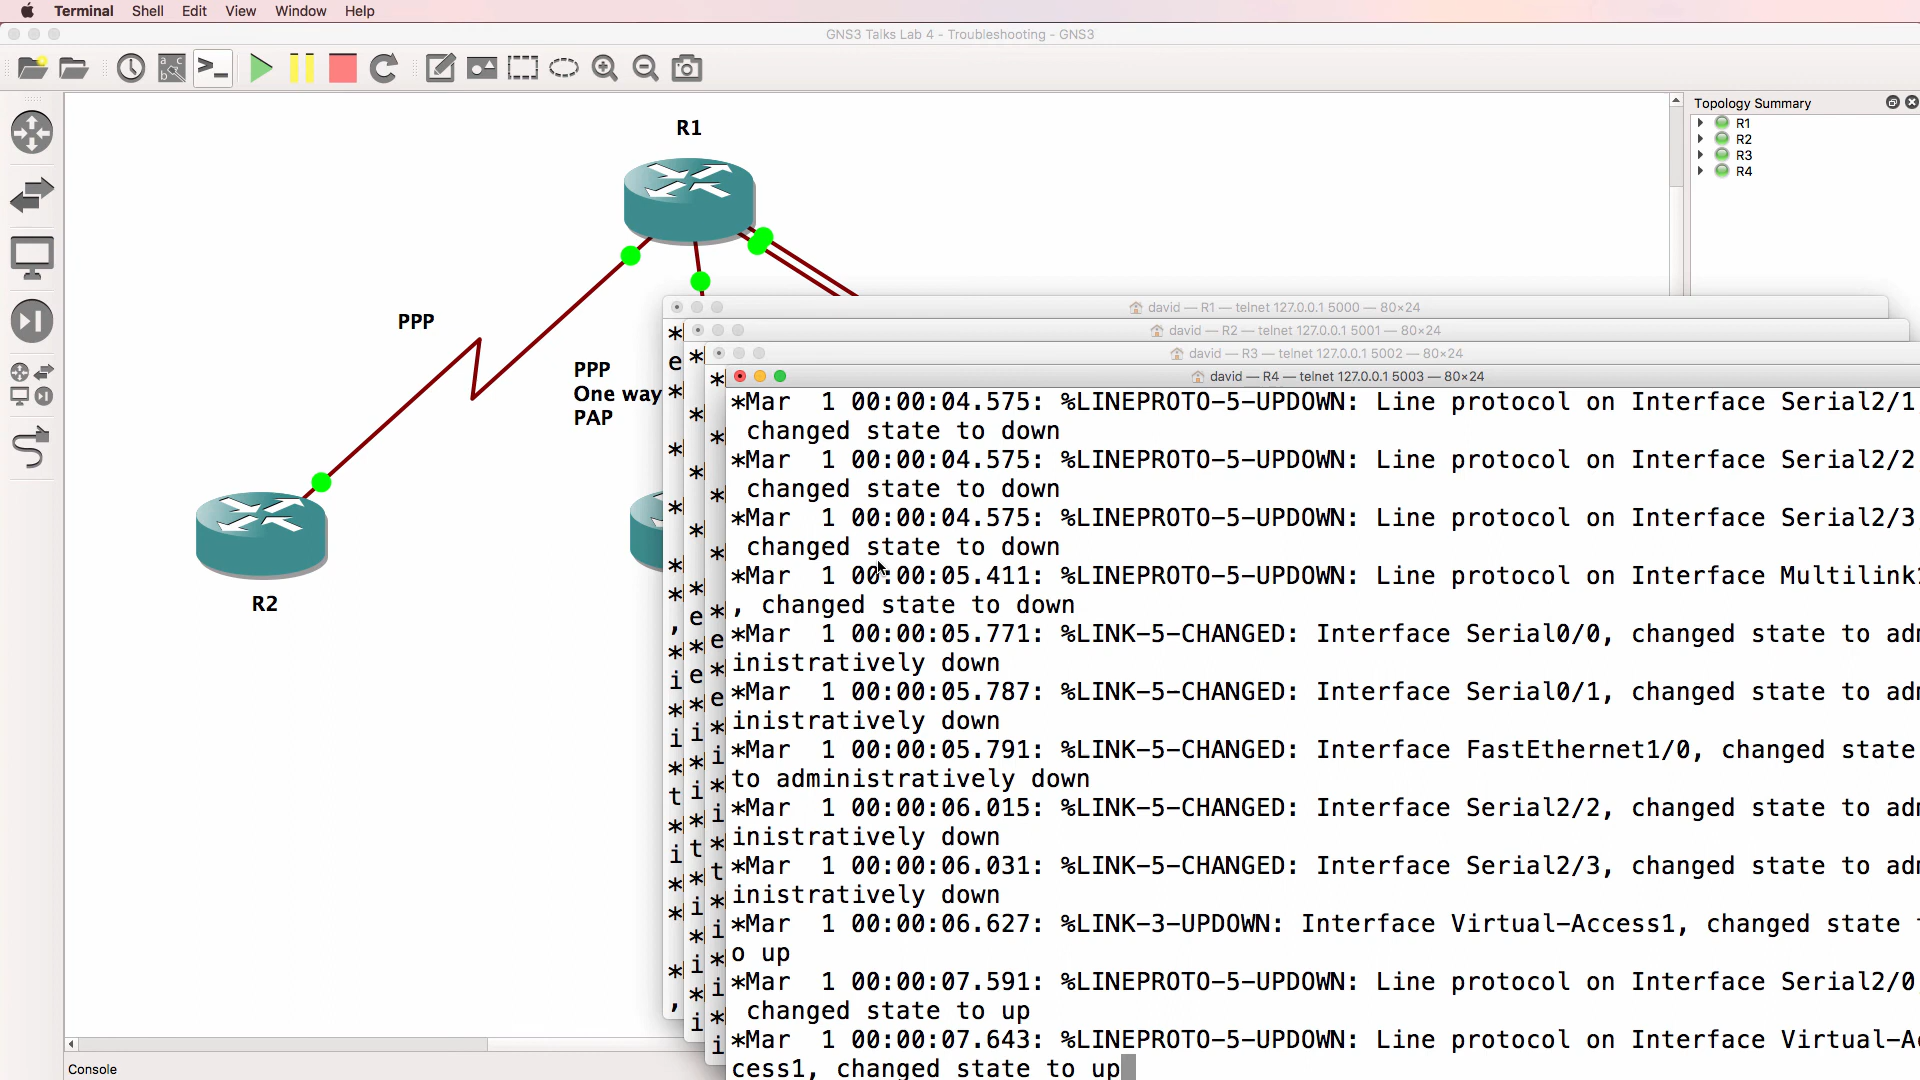 Terminal Shell Edit View Window Help
GNS3 Talks Lab 4 - Troubleshooting - GNS3
Topology Summary
R1
R2
R3
R4
R1
PPP
PPP
One way
PAP
R2
david — R1 — telnet 127.0.0.1 5000 — 80×24
david — R2 — telnet 127.0.0.1 5001 — 80×24
david — R3 — telnet 127.0.0.1 5002 — 80×24
david — R4 — telnet 127.0.0.1 5003 — 80×24
*Mar  1 00:00:04.575: %LINEPROTO-5-UPDOWN: Line protocol on Interface Serial2/1
changed state to down
*Mar  1 00:00:04.575: %LINEPROTO-5-UPDOWN: Line protocol on Interface Serial2/2
changed state to down
*Mar  1 00:00:04.575: %LINEPROTO-5-UPDOWN: Line protocol on Interface Serial2/3
changed state to down
*Mar  1 00:00:05.411: %LINEPROTO-5-UPDOWN: Line protocol on Interface Multilink1
, changed state to down
*Mar  1 00:00:05.771: %LINK-5-CHANGED: Interface Serial0/0, changed state to adm
inistratively down
*Mar  1 00:00:05.787: %LINK-5-CHANGED: Interface Serial0/1, changed state to adm
inistratively down
*Mar  1 00:00:05.791: %LINK-5-CHANGED: Interface FastEthernet1/0, changed state
to administratively down
*Mar  1 00:00:06.015: %LINK-5-CHANGED: Interface Serial2/2, changed state to adm
inistratively down
*Mar  1 00:00:06.031: %LINK-5-CHANGED: Interface Serial2/3, changed state to adm
inistratively down
*Mar  1 00:00:06.627: %LINK-3-UPDOWN: Interface Virtual-Access1, changed state t
o up
*Mar  1 00:00:07.591: %LINEPROTO-5-UPDOWN: Line protocol on Interface Serial2/0
changed state to up
*Mar  1 00:00:07.643: %LINEPROTO-5-UPDOWN: Line protocol on Interface Virtual-Ac
cess1, changed state to up
Console